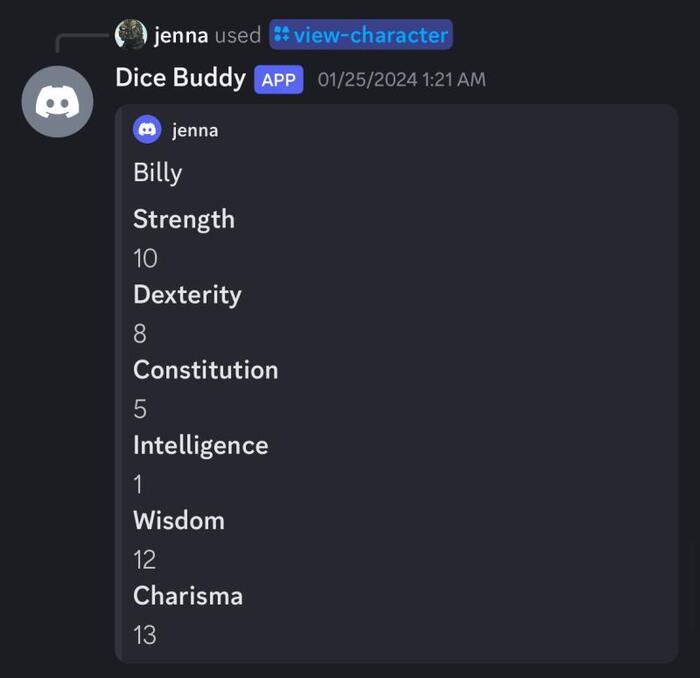 jenna used view-character
Dice Buddy APP 01/25/2024 1:21 AM
jenna
Billy
Strength
10
Dexterity
8
Constitution
5
Intelligence
1
Wisdom
12
Charisma
13